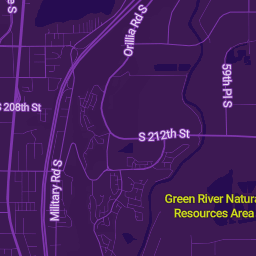 Orillia Rd S
S 208th St
59th Pl S
S 212th St
Military Rd S
Green River Natura
Resources Area